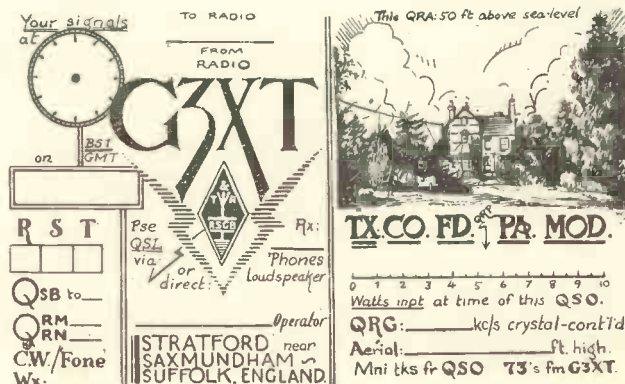 Your signals
at
BST
GMT
on
R S T
QSB to
QRM
QRN
C.W./Fone
Wx:
TO RADIO
FROM
RADIO
G3XT
&
T R
RSGB
Pse
QSL
via
or
direct:
Rx:
'Phones
Loudspeaker
Operator
STRATFORD near
SAXMUNDHAM ~
SUFFOLK, ENGLAND.
This QRA: 50 ft above sea-level
TX. CO. FD. QRP PA. MOD.
0 1 2 3 4 5 6 7 8 9 10
Watts inpt at time of this QSO.
QRG: kc/s crystal-cont'l'd
Aerial: ft. high.
Mni tks fr QSO 73's fm G3XT.